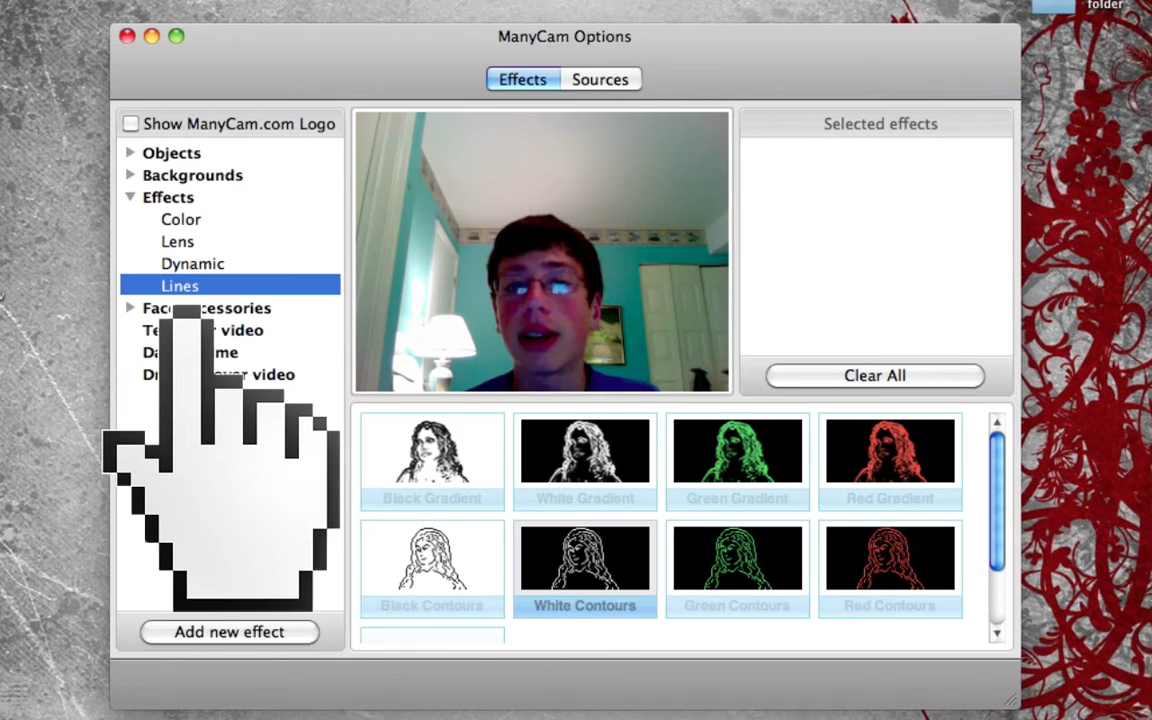 folder
ManyCam Options
Effects Sources
Show ManyCam.com Logo
Selected effects
Objects
Backgrounds
Effects
Color
Lens
Dynamic
Lines
video
video
Clear All
Black Gradient White Gradient Green Gradient Red Gradient
Black Contours White Contours Green Contours Red Contours
Add new effect